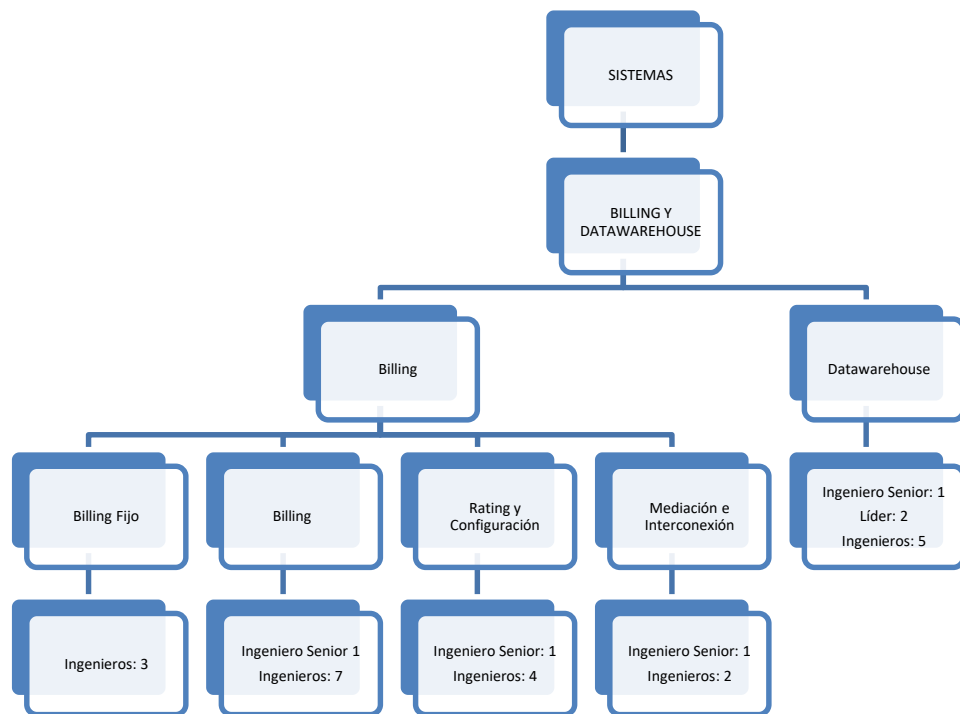 SISTEMAS
BILLING Y
DATAWAREHOUSE
Billing
Datawarehouse
Billing Fijo
Billing
Rating y
Configuración
Mediación e
Interconexión
Ingeniero Senior: 1
Líder: 2
Ingenieros: 5
Ingenieros: 3
Ingeniero Senior 1
Ingenieros: 7
Ingeniero Senior: 1
Ingenieros: 4
Ingeniero Senior: 1
Ingenieros: 2